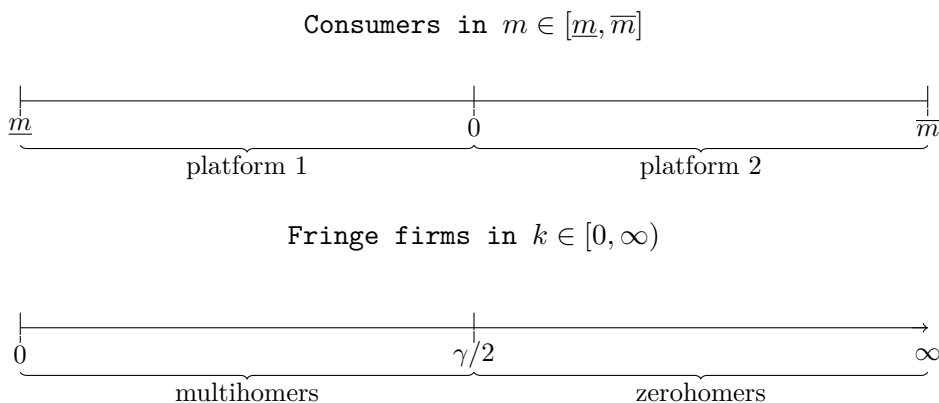 Consumers in m ∈ [m̲, m̅]
m̲ 0 m̅
platform 1 platform 2
Fringe firms in k ∈ [0, ∞)
0 γ/2 ∞
multihomers zerohomers